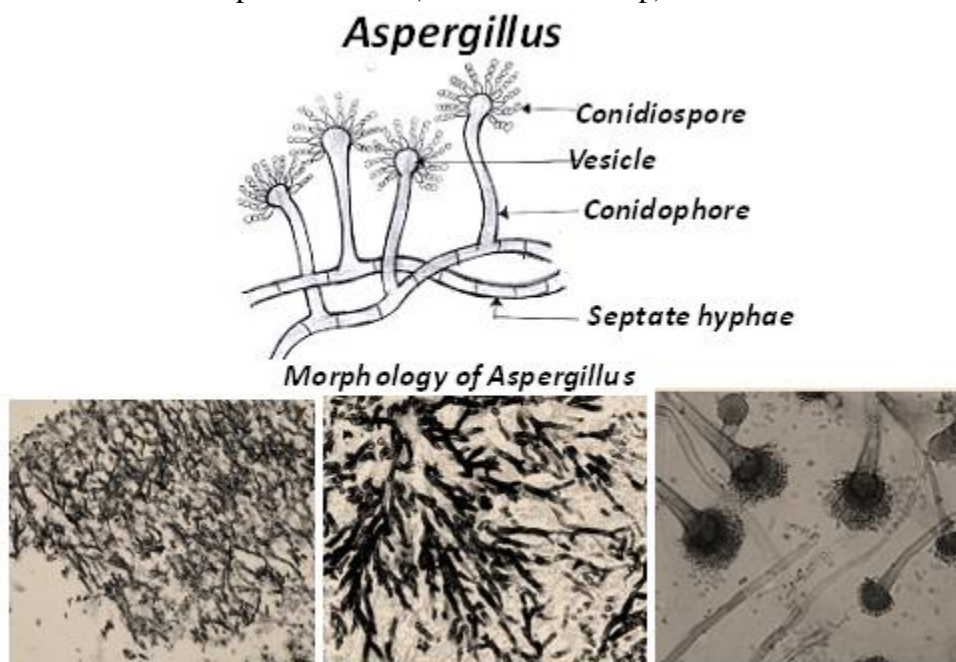 Aspergillus
Conidiospore
Vesicle
Conidophore
Septate hyphae
Morphology of Aspergillus